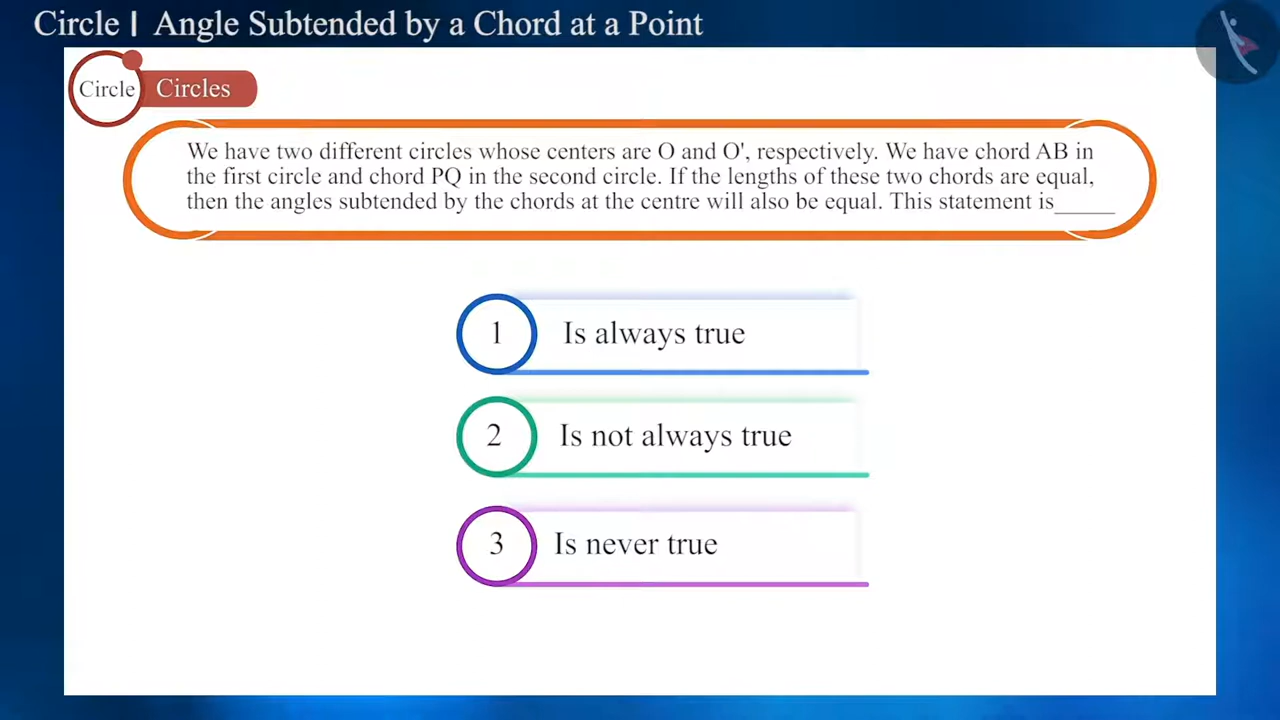 Circle | Angle Subtended by a Chord at a Point
Circle Circles
We have two different circles whose centers are O and O', respectively. We have chord AB in
the first circle and chord PQ in the second circle. If the lengths of these two chords are equal,
then the angles subtended by the chords at the centre will also be equal. This statement is_____
1 Is always true
2 Is not always true
3 Is never true